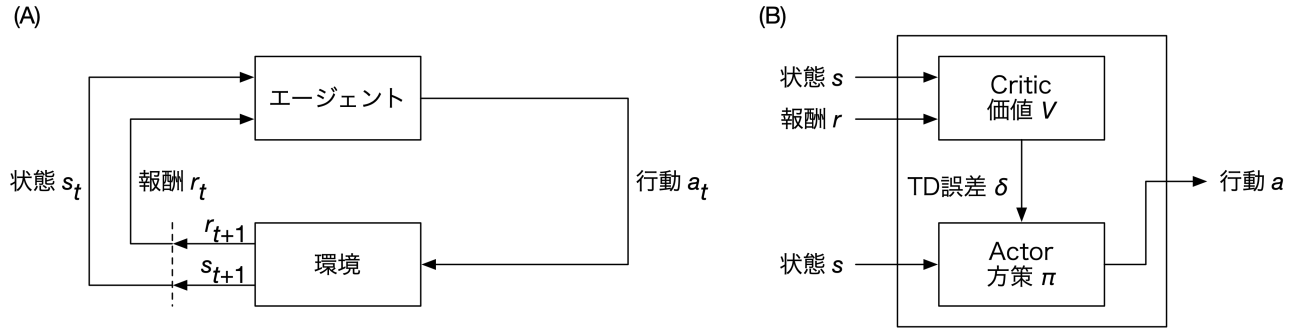 (A)
エージェント
状態 st
報酬 rt
行動 at
rt+1
st+1
環境
(B)
状態 s
報酬 r
Critic
価値 V
TD誤差 δ
状態 s
Actor
方策 π
行動 a